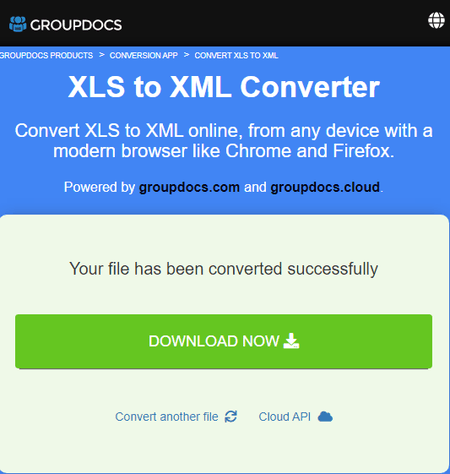 GROUPDOCS
GROUPDOCS PRODUCTS > CONVERSION APP > CONVERT XLS TO XML
XLS to XML Converter
Convert XLS to XML online, from any device with a
modern browser like Chrome and Firefox.
Powered by groupdocs.com and groupdocs.cloud.
Your file has been converted successfully
DOWNLOAD NOW
Convert another file Cloud API